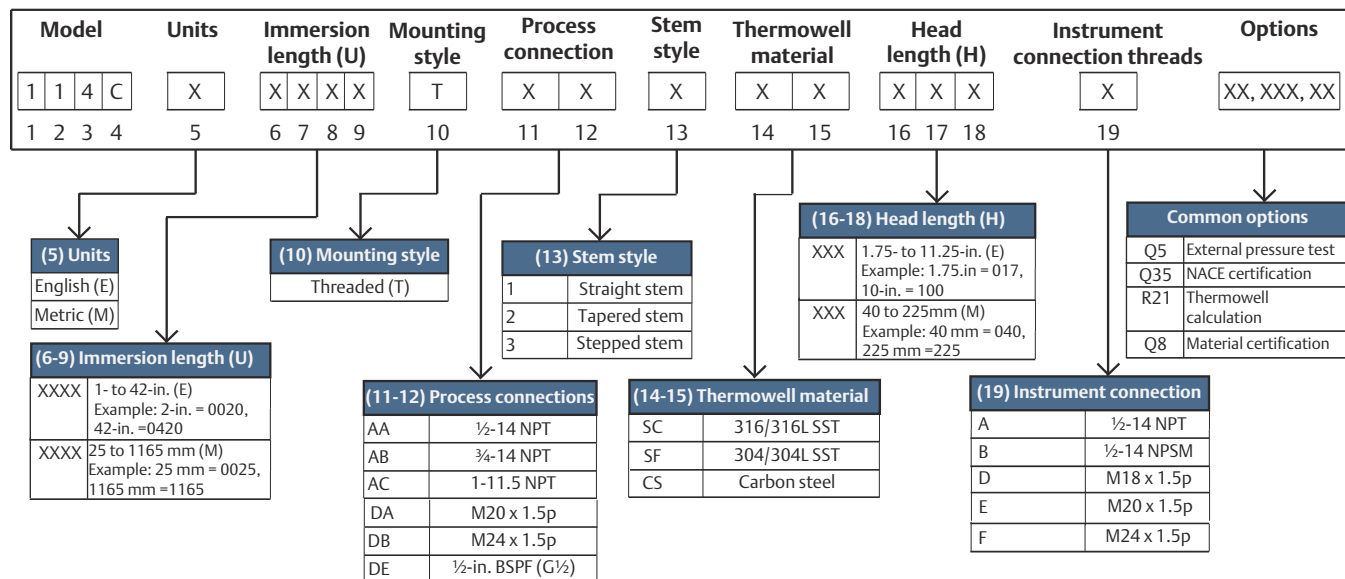 Model Units Immersion length (U) Mounting style Process connection Stem style Thermowell material Head length (H) Instrument connection threads Options
1 1 4 C X X X X X T X X X X X X X X X XX, XXX, XX
1 2 3 4 5 6 7 8 9 10 11 12 13 14 15 16 17 18 19
(5) Units
English (E)
Metric (M)
(6-9) Immersion length (U)
XXXX 1- to 42-in. (E)
Example: 2-in. = 0020,
42-in. =0420
XXXX 25 to 1165 mm (M)
Example: 25 mm = 0025,
1165 mm =1165
(10) Mounting style
Threaded (T)
(11-12) Process connections
AA ½-14 NPT
AB ¾-14 NPT
AC 1-11.5 NPT
DA M20 x 1.5p
DB M24 x 1.5p
DE ½-in. BSPF (G½)
(13) Stem style
1 Straight stem
2 Tapered stem
3 Stepped stem
(14-15) Thermowell material
SC 316/316L SST
SF 304/304L SST
CS Carbon steel
(16-18) Head length (H)
XXX 1.75- to 11.25-in. (E)
Example: 1.75.in = 017,
10-in. = 100
XXX 40 to 225mm (M)
Example: 40 mm = 040,
225 mm =225
(19) Instrument connection
A ½-14 NPT
B ½-14 NPSM
D M18 x 1.5p
E M20 x 1.5p
F M24 x 1.5p
Common options
Q5 External pressure test
Q35 NACE certification
R21 Thermowell
calculation
Q8 Material certification